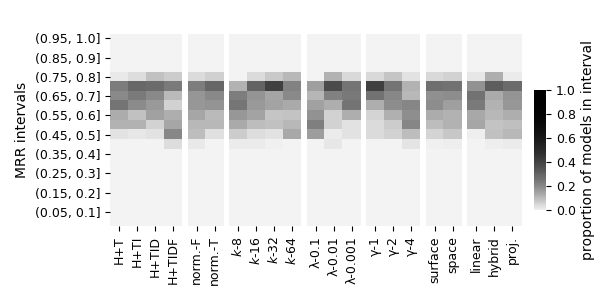 MRR intervals
(0.95, 1.0]
(0.85, 0.9]
(0.75, 0.8]
(0.65, 0.7]
(0.55, 0.6]
(0.45, 0.5]
(0.35, 0.4]
(0.25, 0.3]
(0.15, 0.2]
(0.05, 0.1]
H+T
H+TI
H+TID
H+TIDF
norm.-F
norm.-T
k-8
k-16
k-32
k-64
λ-0.1
λ-0.01
λ-0.001
γ-1
γ-2
γ-4
surface
space
linear
hybrid
proj.
1.0
0.8
0.6
0.4
0.2
0.0
proportion of models in interval